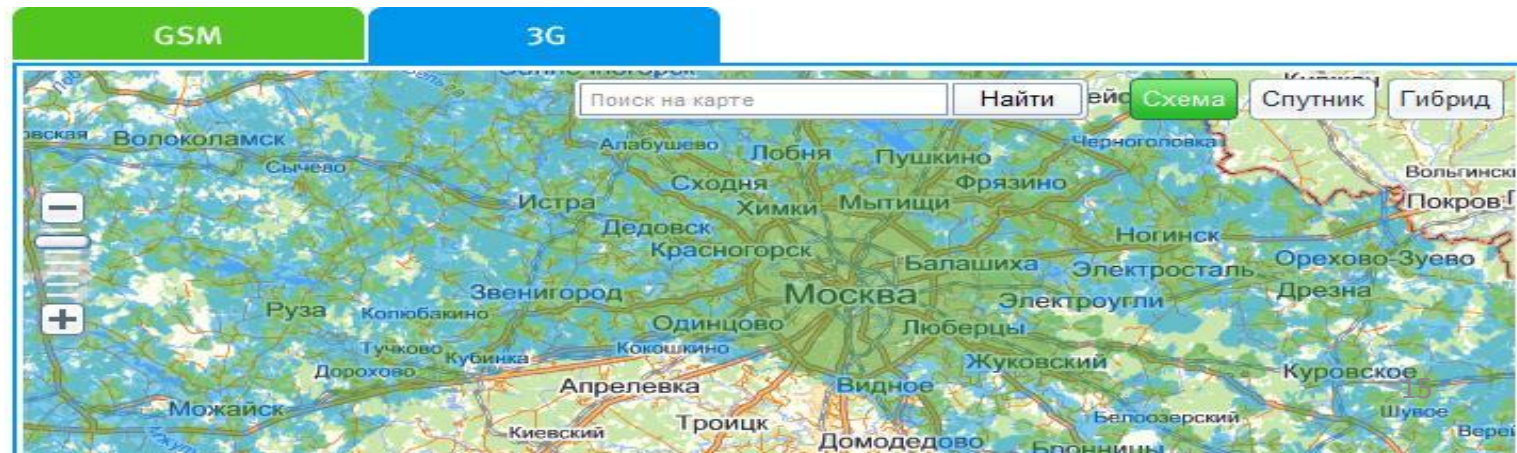 GSM 3G
Поиск на карте Найти Схема Спутник Гибрид
Волоколамск Алабушево Лобня Пушкино Черноголовка
Сычево Сходня Фрязино
Истра Химки Мытищи Покров
Дедовск Ногинск
Красногорск Балашиха Электросталь Орехово-Зуево
Звенигород Москва Электроугли Дрезна
Руза Колюбакино Одинцово Люберцы
Тучково Кубинка Кокошкино Жуковский
Дорохово Апрелевка Видное Куровское
15
Можайск Троицк Белоозерский Шувое
Киевский Домодедово
Бронницы